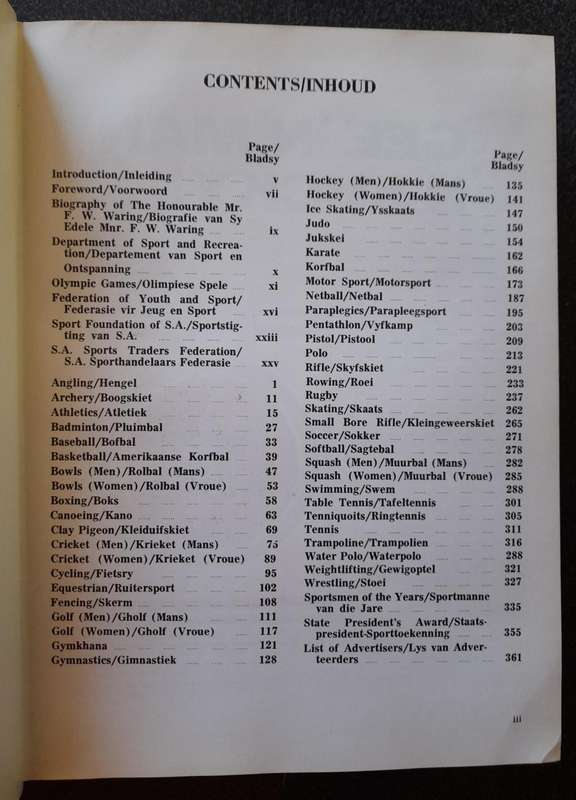 CONTENTS/INHOUD
Page/
Bladsy
Introduction/Inleiding v
Foreword/Voorwoord vii
Biography of The Honourable Mr.
F. W. Waring/Biografie van Sy
Edele Mnr. F. W. Waring ix
Department of Sport and Recrea-
tion/Departement van Sport en
Ontspanning x
Olympic Games/Olimpiese Spele xi
Federation of Youth and Sport/
Federasie vir Jeug en Sport xvi
Sport Foundation of S.A./Sportstig-
ting van S.A. xxiii
S.A. Sports Traders Federation/
S.A. Sporthandelaars Federasie xxv
Angling/Hengel 1
Archery/Boogskiet 11
Athletics/Atletiek 15
Badminton/Pluimbal 27
Baseball/Bofbal 33
Basketball/Amerikaanse Korfbal 39
Bowls (Men)/Rolbal (Mans) 47
Bowls (Women)/Rolbal (Vroue) 53
Boxing/Boks 58
Canoeing/Kano 63
Clay Pigeon/Kleiduifskiet 69
Cricket (Men)/Krieket (Mans) 75
Cricket (Women)/Krieket (Vroue) 89
Cycling/Fietsry 95
Equestrian/Ruitersport 102
Fencing/Skerm 108
Golf (Men)/Gholf (Mans) 111
Golf (Women)/Gholf (Vroue) 117
Gymkhana 121
Gymnastics/Gimnastiek 128
Page/
Bladsy
Hockey (Men)/Hokkie (Mans) 135
Hockey (Women)/Hokkie (Vroue) 141
Ice Skating/Ysskaats 147
Judo 150
Jukskei 154
Karate 162
Korfbal 166
Motor Sport/Motorsport 173
Netball/Netbal 187
Paraplegics/Parapleegsport 195
Pentathlon/Vyfkamp 203
Pistol/Pistool 209
Polo 213
Rifle/Skyfskiet 221
Rowing/Roei 233
Rugby 237
Skating/Skaats 262
Small Bore Rifle/Kleingeweerskiet 265
Soccer/Sokker 271
Softball/Sagtebal 278
Squash (Men)/Muurbal (Mans) 282
Squash (Women)/Muurbal (Vroue) 285
Swimming/Swem 288
Table Tennis/Tafeltennis 301
Tenniquoits/Ringtennis 305
Tennis 311
Trampoline/Trampolien 316
Water Polo/Waterpolo 288
Weightlifting/Gewigoptel 321
Wrestling/Stoei 327
Sportsmen of the Years/Sportmanne
van die Jare 335
State President's Award/Staats-
president-Sporttoekenning 355
List of Advertisers/Lys van Adver-
teerders 361
iii